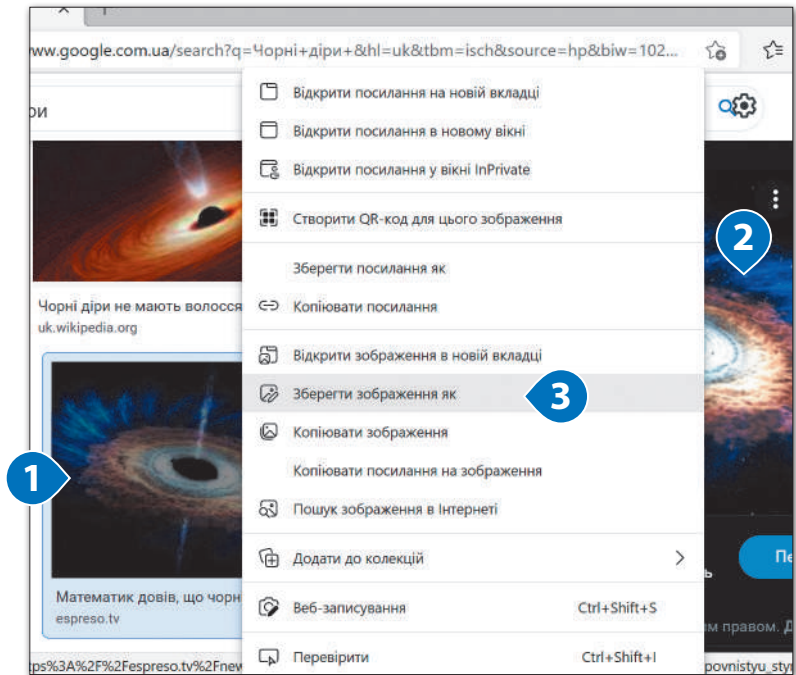 www.google.com.ua/search?q=Чорні+діри+&hl=uk&tbm=isch&source=hp&biw=102...
ри
Відкрити посилання на новій вкладці
Відкрити посилання в новому вікні
Відкрити посилання у вікні InPrivate
Створити QR-код для цього зображення
2
Зберегти посилання як
Копіювати посилання
Чорні діри не мають волосся
uk.wikipedia.org
Відкрити зображення в новій вкладці
Зберегти зображення як
3
Копіювати зображення
Копіювати посилання на зображення
1
Пошук зображення в Інтернеті
Додати до колекцій
Пе
ь
Математик довів, що чорн
espreso.tv
Веб-записування Ctrl+Shift+S
им правом. Д
Перевірити Ctrl+Shift+I
tps%3A%2F%2Fespreso.tv%2Fnew
povnistyu_sty